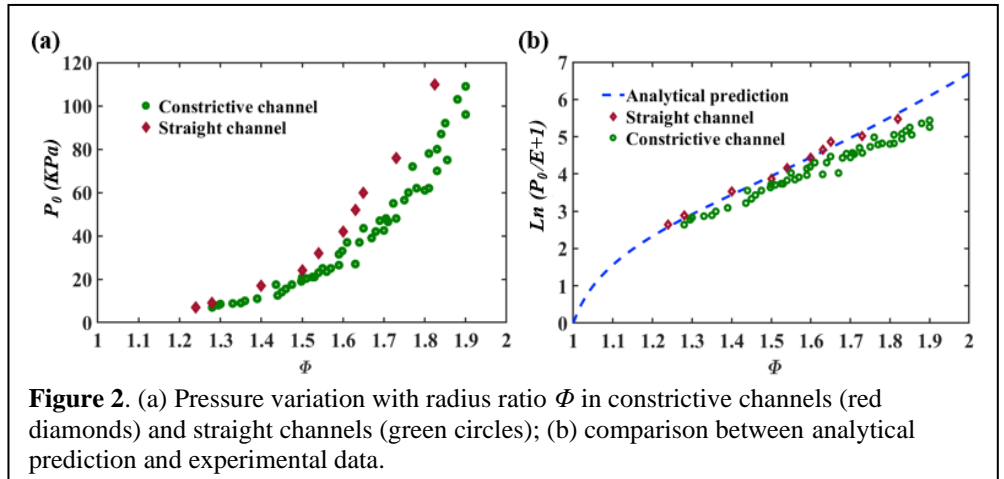 (a)
120
100
80
60
40
20
0
P0 (KPa)
Constrictive channel
Straight channel
1 1.1 1.2 1.3 1.4 1.5 1.6 1.7 1.8 1.9 2
Φ
(b)
7
6
5
4
3
2
1
0
Ln (P0/E+1)
Analytical prediction
Straight channel
Constrictive channel
1 1.1 1.2 1.3 1.4 1.5 1.6 1.7 1.8 1.9 2
Φ
Figure 2. (a) Pressure variation with radius ratio Φ in constrictive channels (red
diamonds) and straight channels (green circles); (b) comparison between analytical
prediction and experimental data.